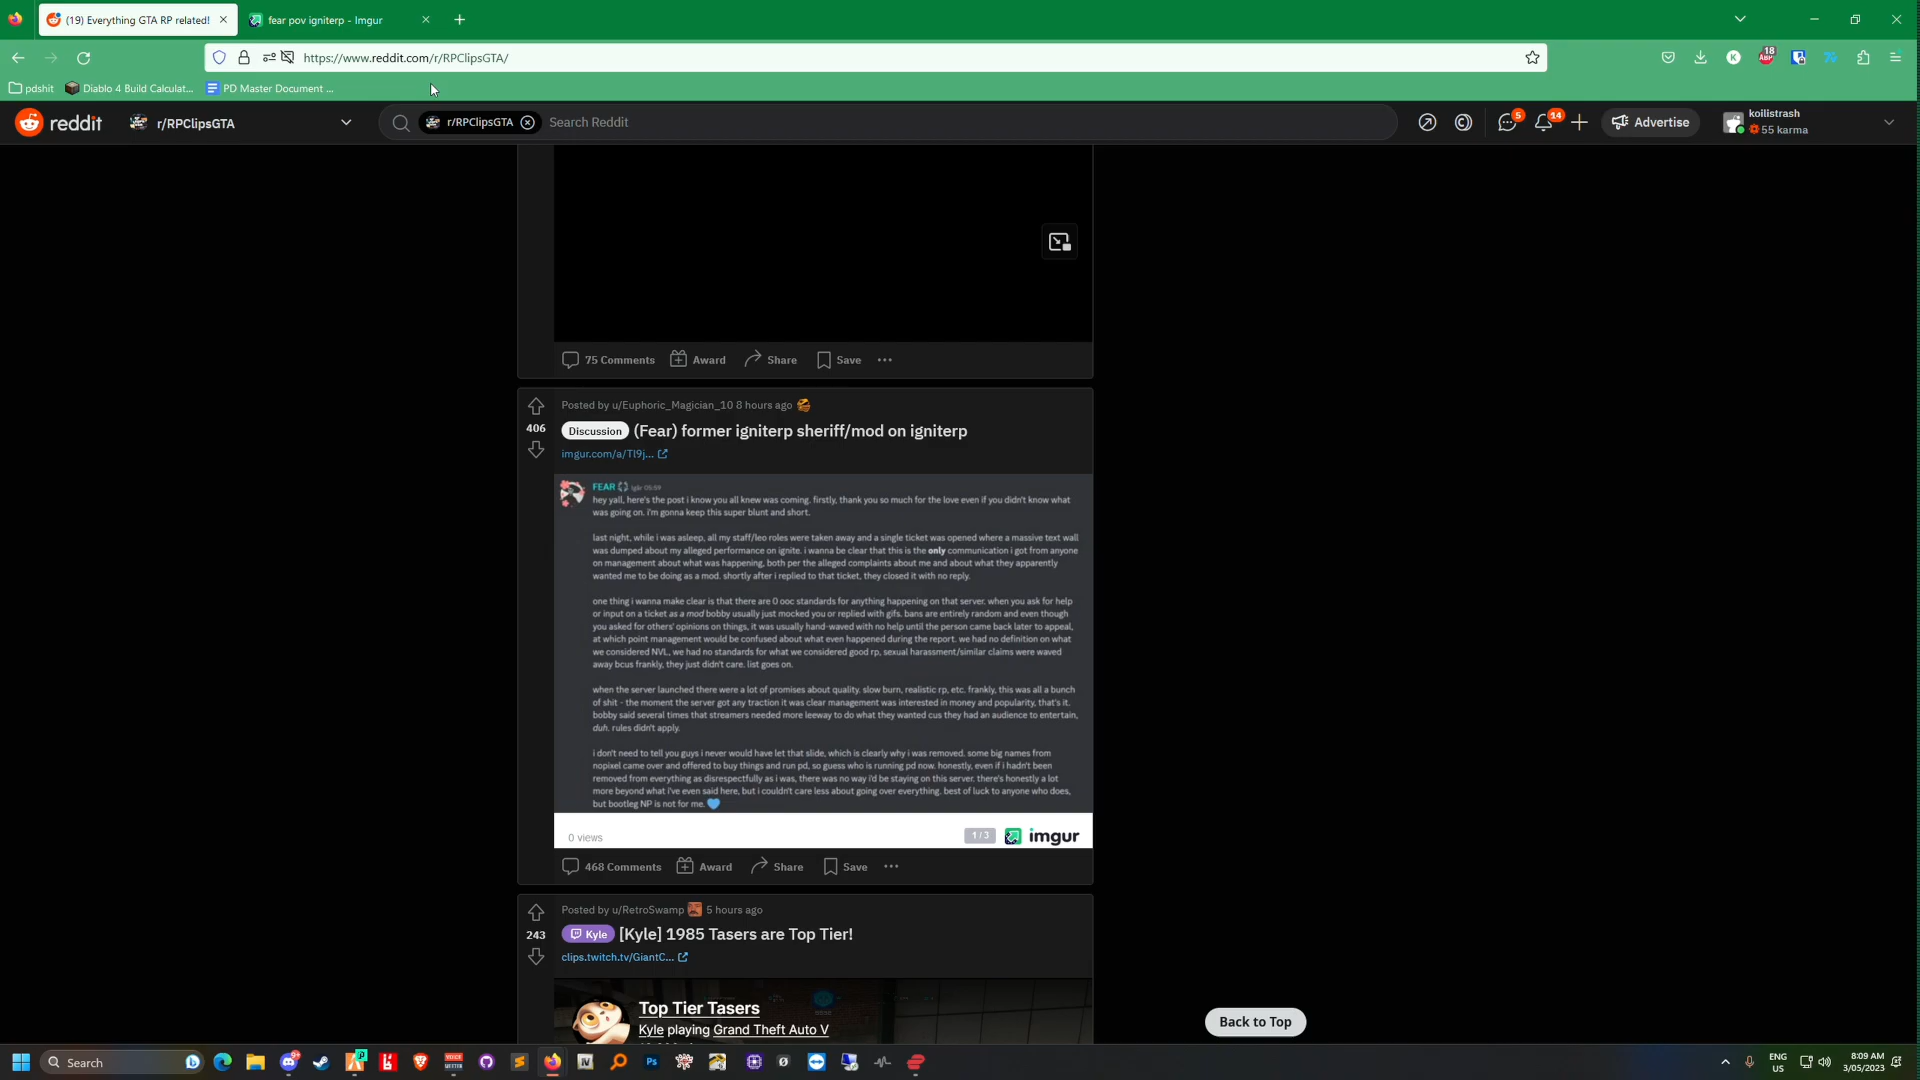 (19) Everything GTA RP related!
fear pov igniterp - Imgur
https://www.reddit.com/r/RPClipsGTA/
18
K
pdshit
Diablo 4 Build Calculat...
PD Master Document ...
reddit
r/RPClipsGTA
r/RPClipsGTA
Search Reddit
5
14
Advertise
koilistrash
55 karma
75 Comments
Award
Share
Save
Posted by u/Euphoric_Magician_10 8 hours ago
406
Discussion
(Fear) former igniterp sheriff/mod on igniterp
imgur.com/a/Tl9j...
FEAR
hey yall, here's the post i know you all knew was coming. firstly, thank you so much for the love even if you didn't know what
was going on. i'm gonna keep this super blunt and short.
last night, while i was asleep, all my staff/leo roles were taken away and a single ticket was opened where a massive text wall
was dumped about my alleged performance on ignite. i wanna be clear that this is the only communication i got from anyone
on management about what was happening, both per the alleged complaints about me and about what they apparently
wanted me to be doing as a mod. shortly after i replied to that ticket, they closed it with no reply.
one thing i wanna make clear is that there are 0 ooc standards for anything happening on that server. when you ask for help
or input on a ticket as a mod bobby usually just mocked you or replied with gifs. bans are entirely random and even though
you asked for others' opinions on things, it was usually hand-waved with no help until the person came back later to appeal,
at which point management would be confused about what even happened during the report. we had no definition on what
we considered NVL, we had no standards for what we considered good rp, sexual harassment/similar claims were waved
away bcus frankly, they just didn't care. list goes on.
when the server launched there were a lot of promises about quality. slow burn, realistic rp, etc. frankly, this was all a bunch
of shit - the moment the server got any traction it was clear management was interested in money and popularity, that's it.
bobby said several times that streamers needed more leeway to do what they wanted cus they had an audience to entertain,
duh. rules didn't apply.
i don't need to tell you guys i never would have let that slide, which is clearly why i was removed. some big names from
nopixel came over and offered to buy things and run pd, so guess who is running pd now. honestly, even if i hadn't been
removed from everything as disrespectfully as i was, there was no way i'd be staying on this server. there's honestly a lot
more beyond what i've even said here, but i couldn't care less about going over everything. best of luck to anyone who does,
but bootleg NP is not for me.
0 views
1 / 3
imgur
468 Comments
Award
Share
Save
Posted by u/RetroSwamp 5 hours ago
243
Kyle
[Kyle] 1985 Tasers are Top Tier!
clips.twitch.tv/GiantC...
Top Tier Tasers
Kyle playing Grand Theft Auto V
Back to Top
Search
ENG
US
8:09 AM
3/05/2023